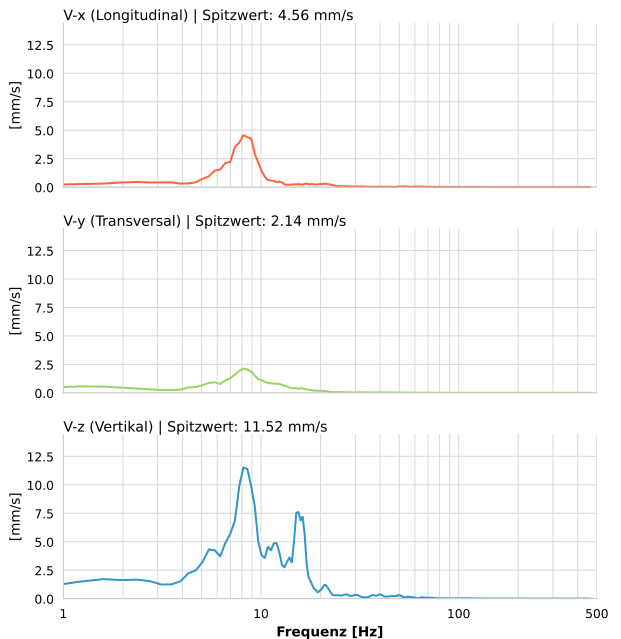 V-x (Longitudinal) | Spitzwert: 4.56 mm/s
12.5
10.0
7.5
5.0
2.5
0.0
[mm/s]
V-y (Transversal) | Spitzwert: 2.14 mm/s
12.5
10.0
7.5
5.0
2.5
0.0
[mm/s]
V-z (Vertikal) | Spitzwert: 11.52 mm/s
12.5
10.0
7.5
5.0
2.5
0.0
[mm/s]
1 10 100 500
Frequenz [Hz]